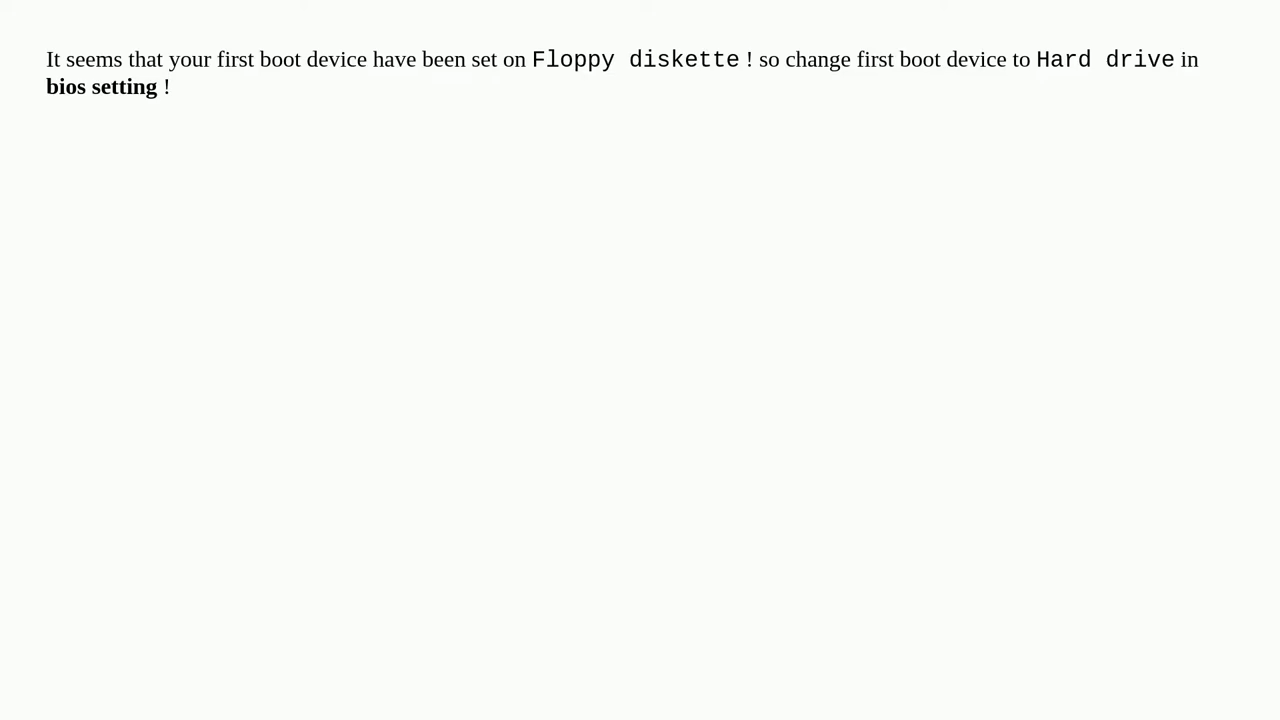 It seems that your first boot device have been set on Floppy diskette ! so change first boot device to Hard drive in
bios setting !